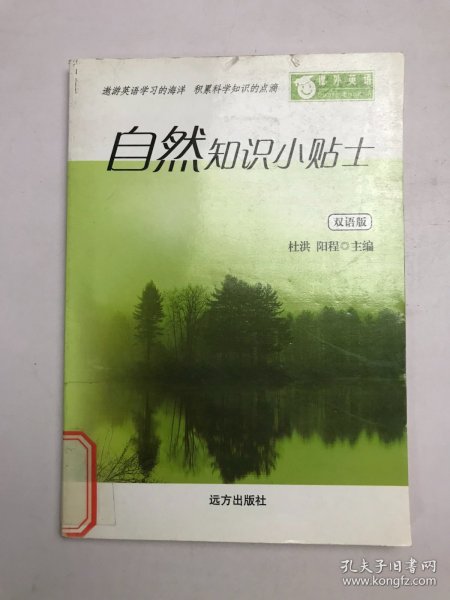 遨游英语学习的海洋 积累科学知识的点滴
课外英语
自然知识小贴士
双语版
杜洪 阳程◎主编
远方出版社
孔夫子旧书网
www.kongfz.com